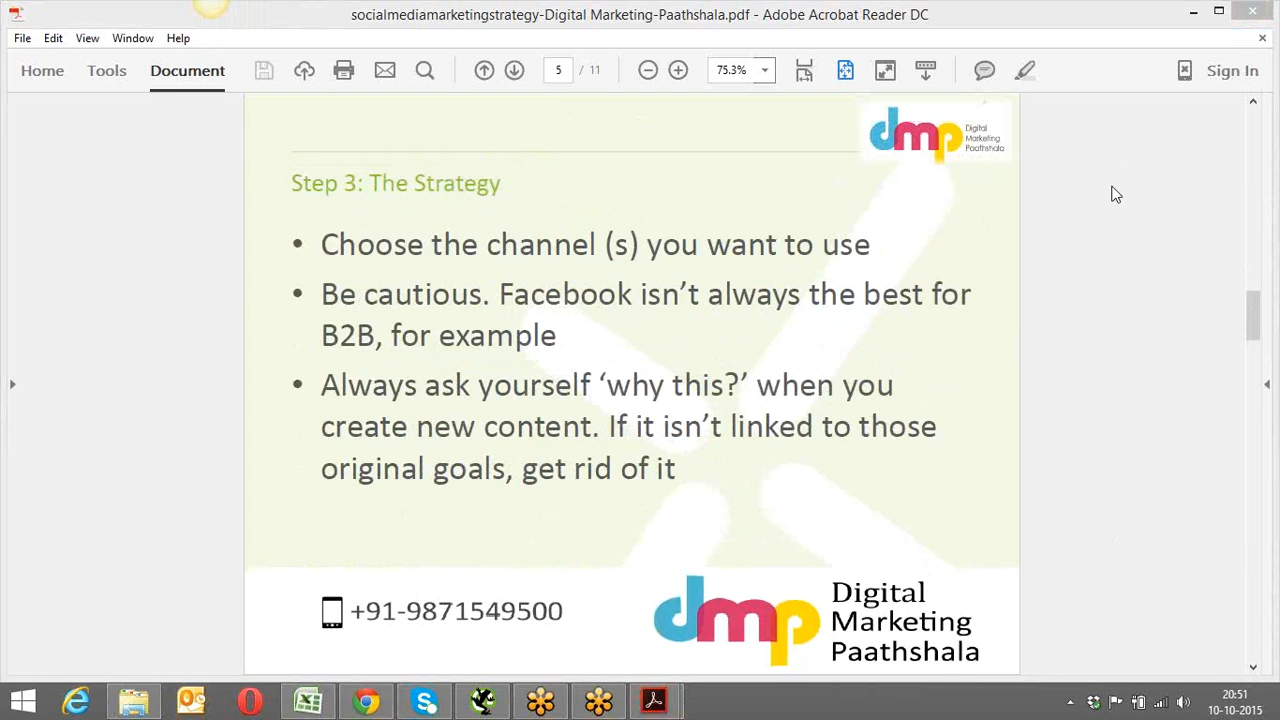 socialmediamarketingstrategy-Digital Marketing-Paathshala.pdf - Adobe Acrobat Reader DC
File Edit View Window Help
Home Tools Document 5 / 11 75.3% Sign In
dmp Digital
Marketing
Paathshala
Step 3: The Strategy
• Choose the channel (s) you want to use
• Be cautious. Facebook isn’t always the best for
B2B, for example
• Always ask yourself ‘why this?’ when you
create new content. If it isn’t linked to those
original goals, get rid of it
+91-9871549500
dmp Digital
Marketing
Paathshala
20:51
10-10-2015